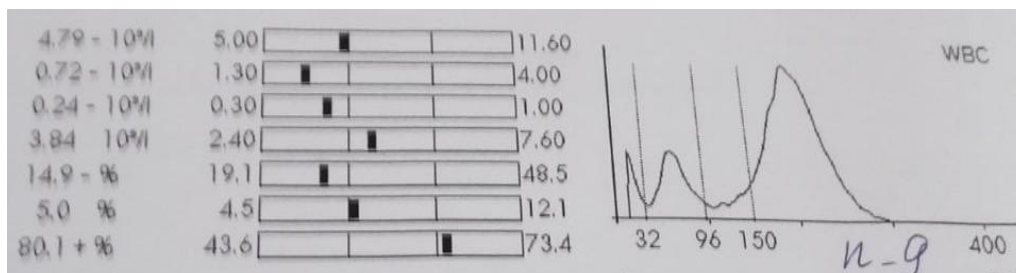 4.79 - 10⁹/l 5.00 11.60
0.72 - 10⁹/l 1.30 4.00
0.24 - 10⁹/l 0.30 1.00
3.84 10⁹/l 2.40 7.60
14.9 - % 19.1 48.5
5.0 % 4.5 12.1
80.1 + % 43.6 73.4
WBC
32 96 150 400
n-9